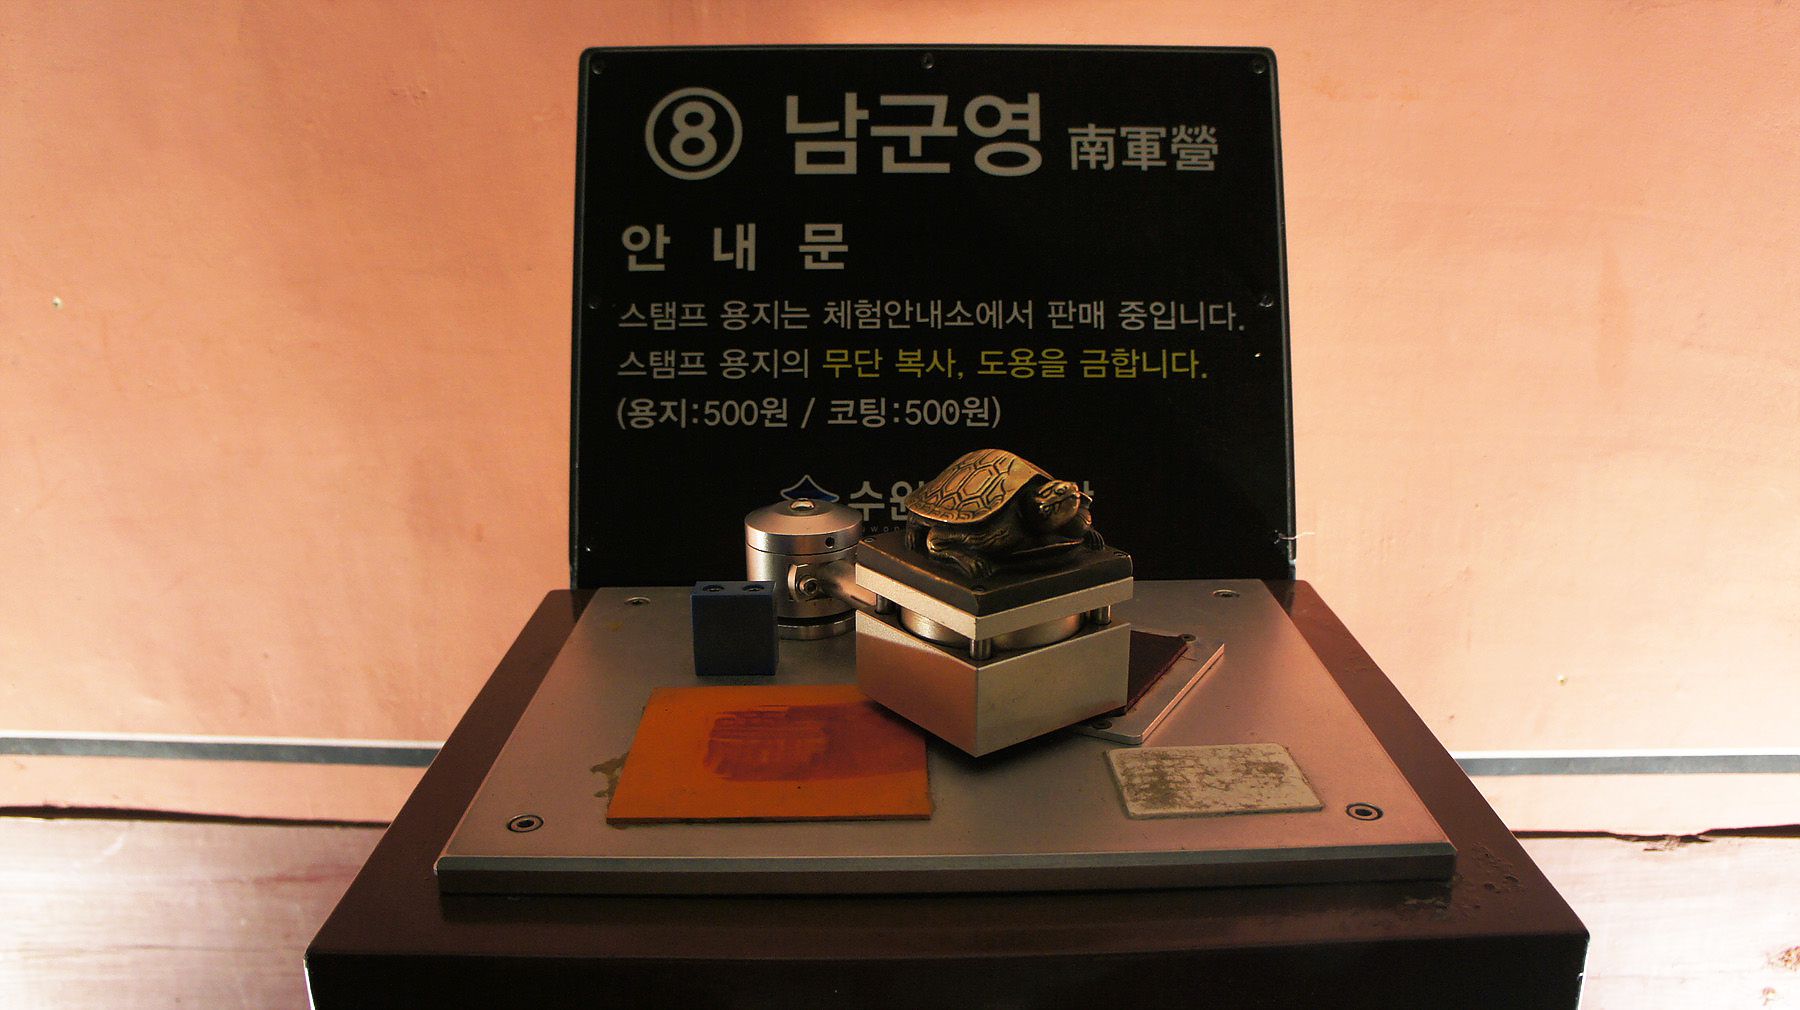 ⑧ 남군영 南軍營
안 내 문
스탬프 용지는 체험안내소에서 판매 중입니다.
스탬프 용지의 무단 복사, 도용을 금합니다.
(용지:500원 / 코팅:500원)